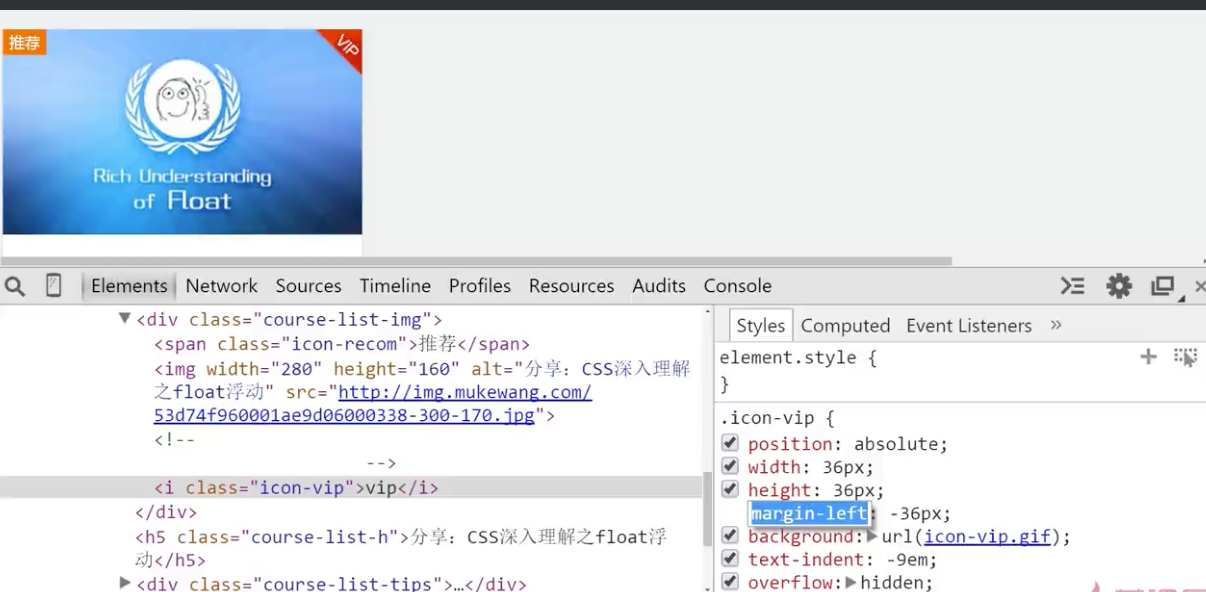 推荐
VIP
Rich Understanding
of Float
Elements Network Sources Timeline Profiles Resources Audits Console
▼<div class="course-list-img">
<span class="icon-recom">推荐</span>
<img width="280" height="160" alt="分享：CSS深入理解
之float浮动" src="http://img.mukewang.com/
53d74f960001ae9d06000338-300-170.jpg">
<!--
-->
<i class="icon-vip">vip</i>
</div>
<h5 class="course-list-h">分享：CSS深入理解之float浮
动</h5>
▶<div class="course-list-tips">…</div>
Styles Computed Event Listeners »
element.style {
}
.icon-vip {
position: absolute;
width: 36px;
height: 36px;
margin-left: -36px;
background:▶url(icon-vip.gif);
text-indent: -9em;
overflow:▶hidden;